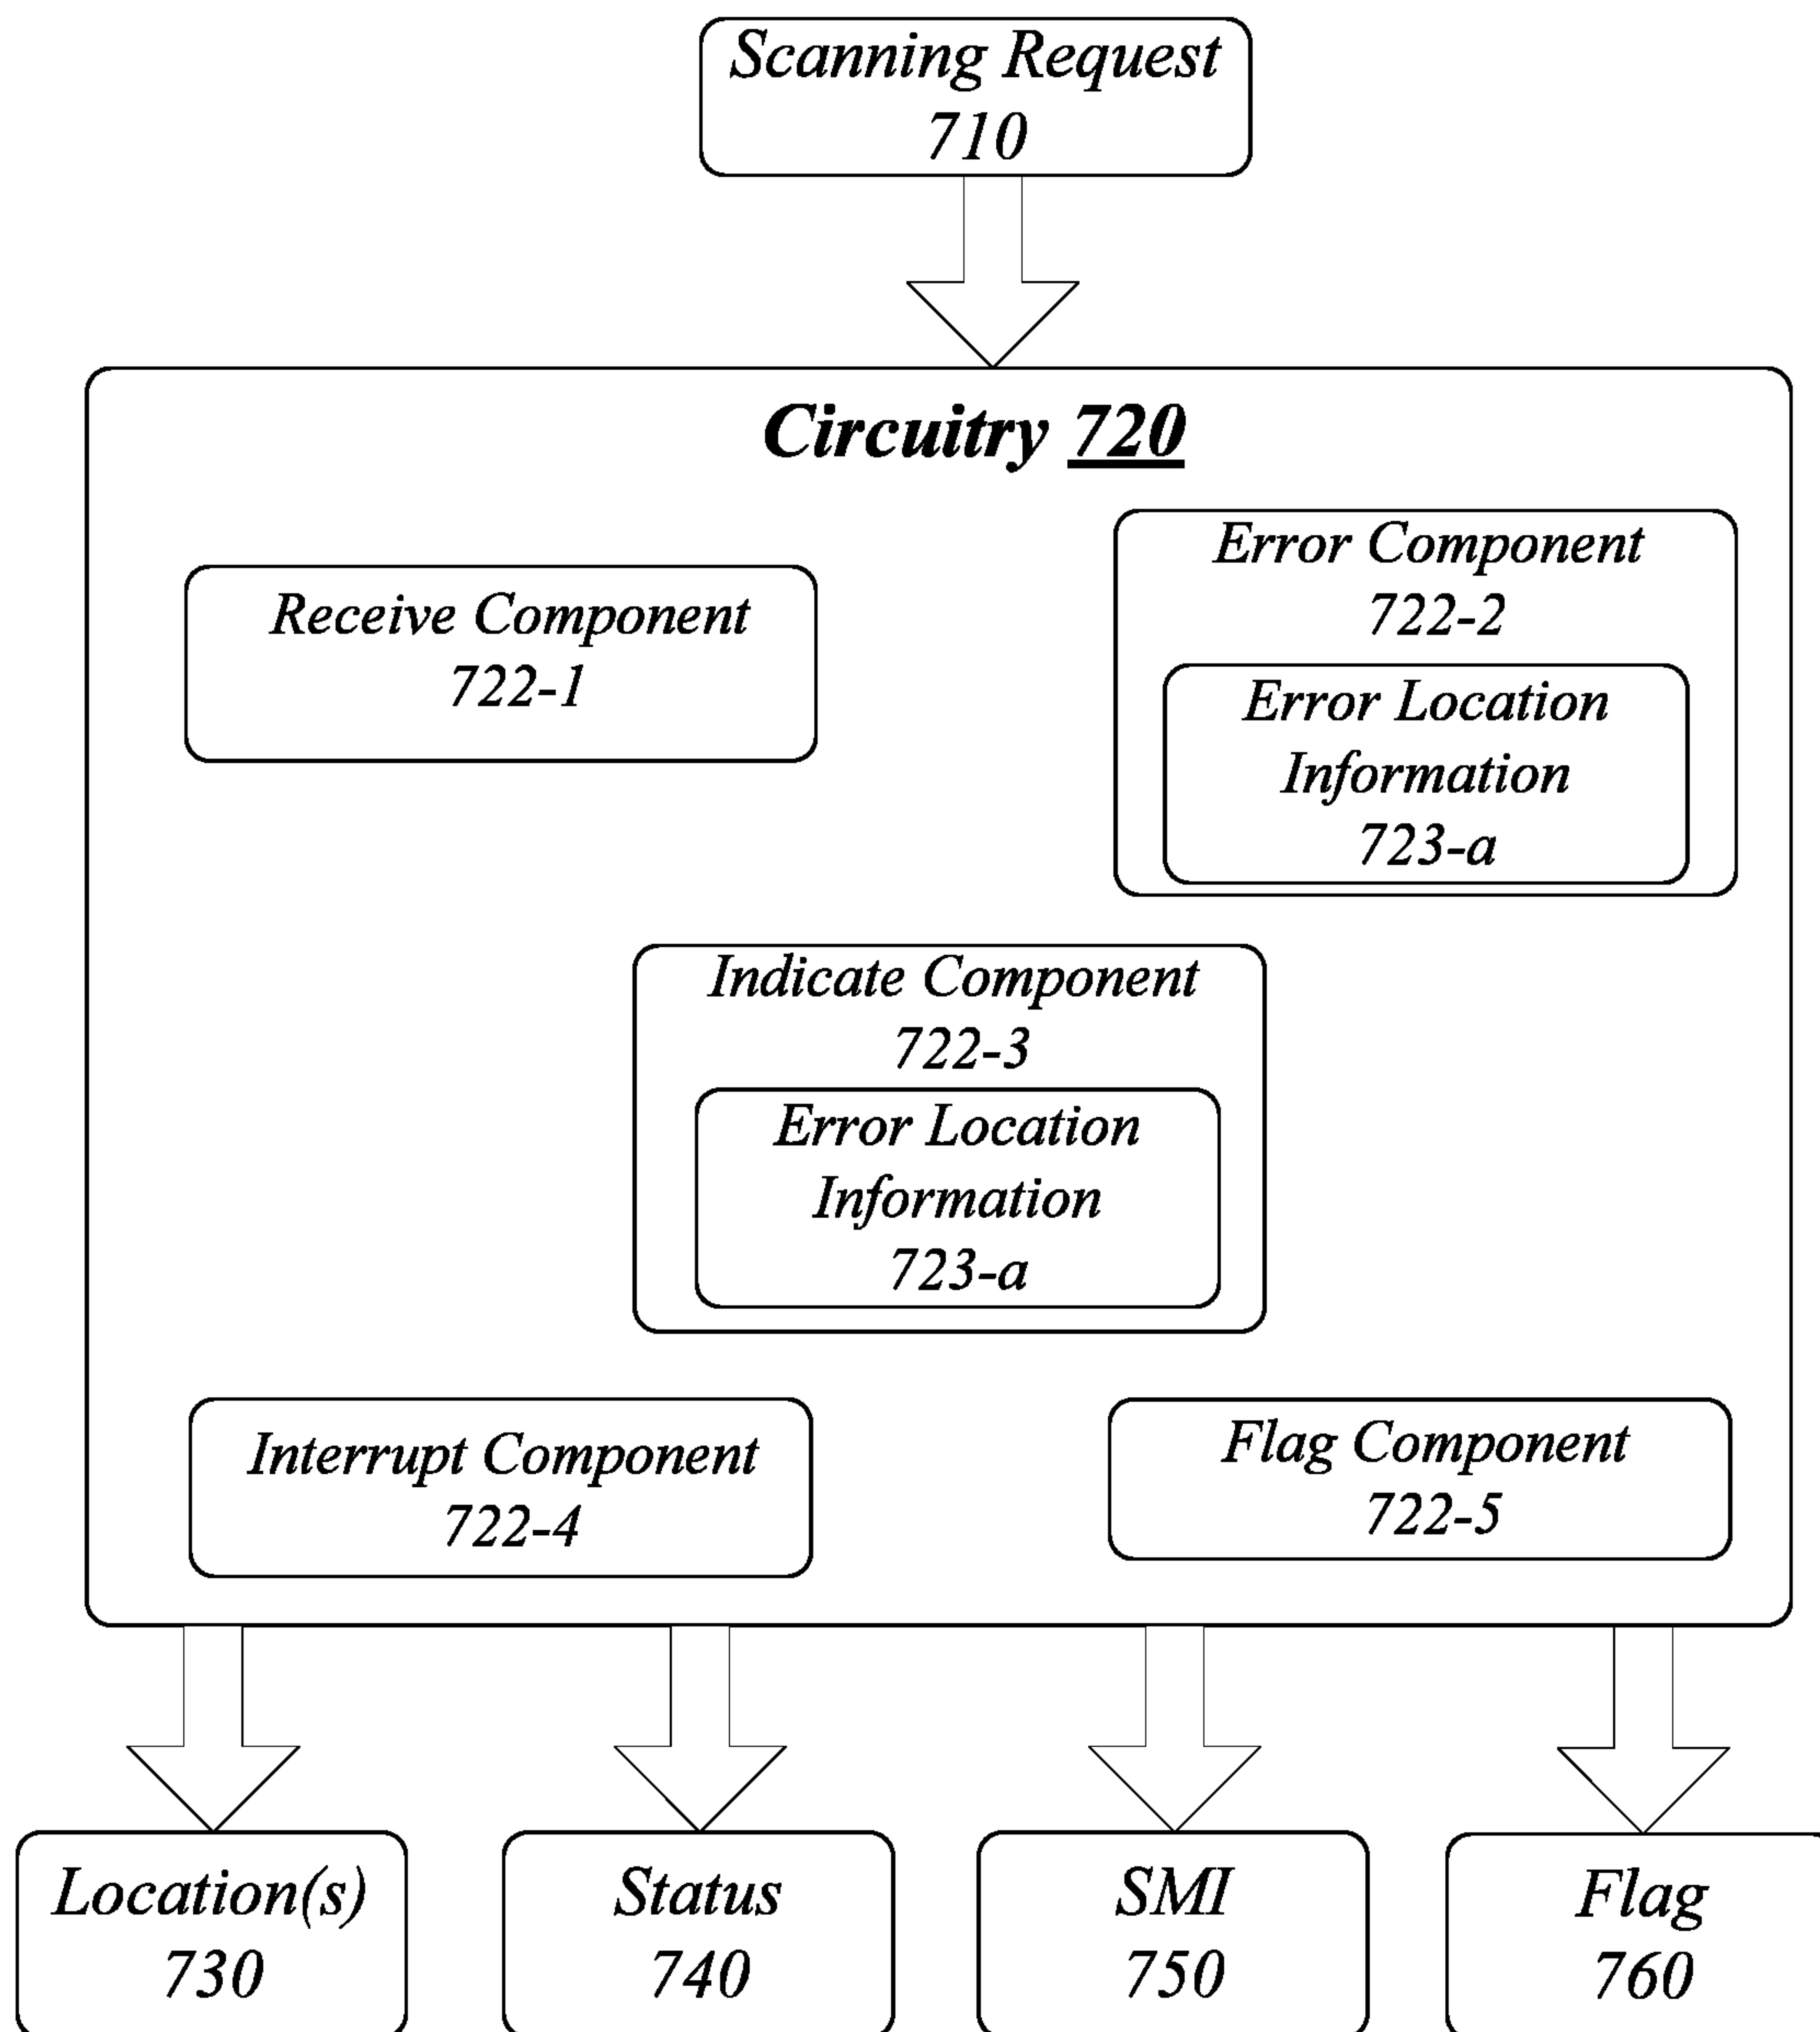 Scanning Request
710
Circuitry 720
Receive Component
722-1
Error Component
722-2
Error Location
Information
723-a
Indicate Component
722-3
Error Location
Information
723-a
Interrupt Component
722-4
Flag Component
722-5
Location(s)
730
Status
740
SMI
750
Flag
760